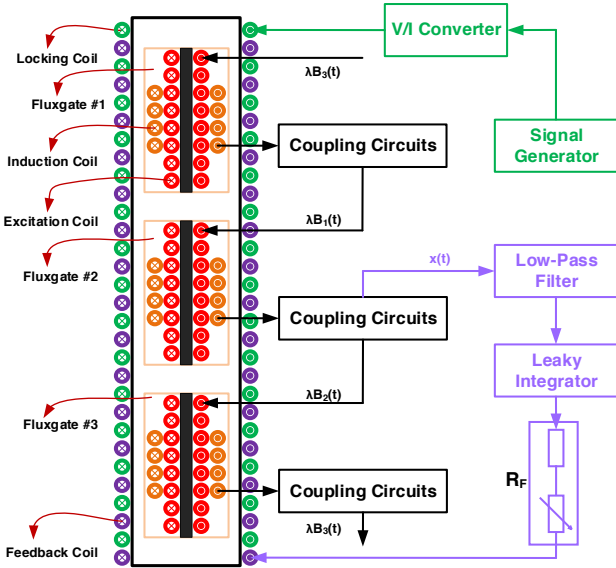 Locking Coil
Fluxgate #1
Induction Coil
Excitation Coil
Fluxgate #2
Fluxgate #3
Feedback Coil
λB3(t)
Coupling Circuits
λB1(t)
x(t)
Coupling Circuits
λB2(t)
Coupling Circuits
λB3(t)
V/I Converter
Signal
Generator
Low-Pass
Filter
Leaky
Integrator
RF